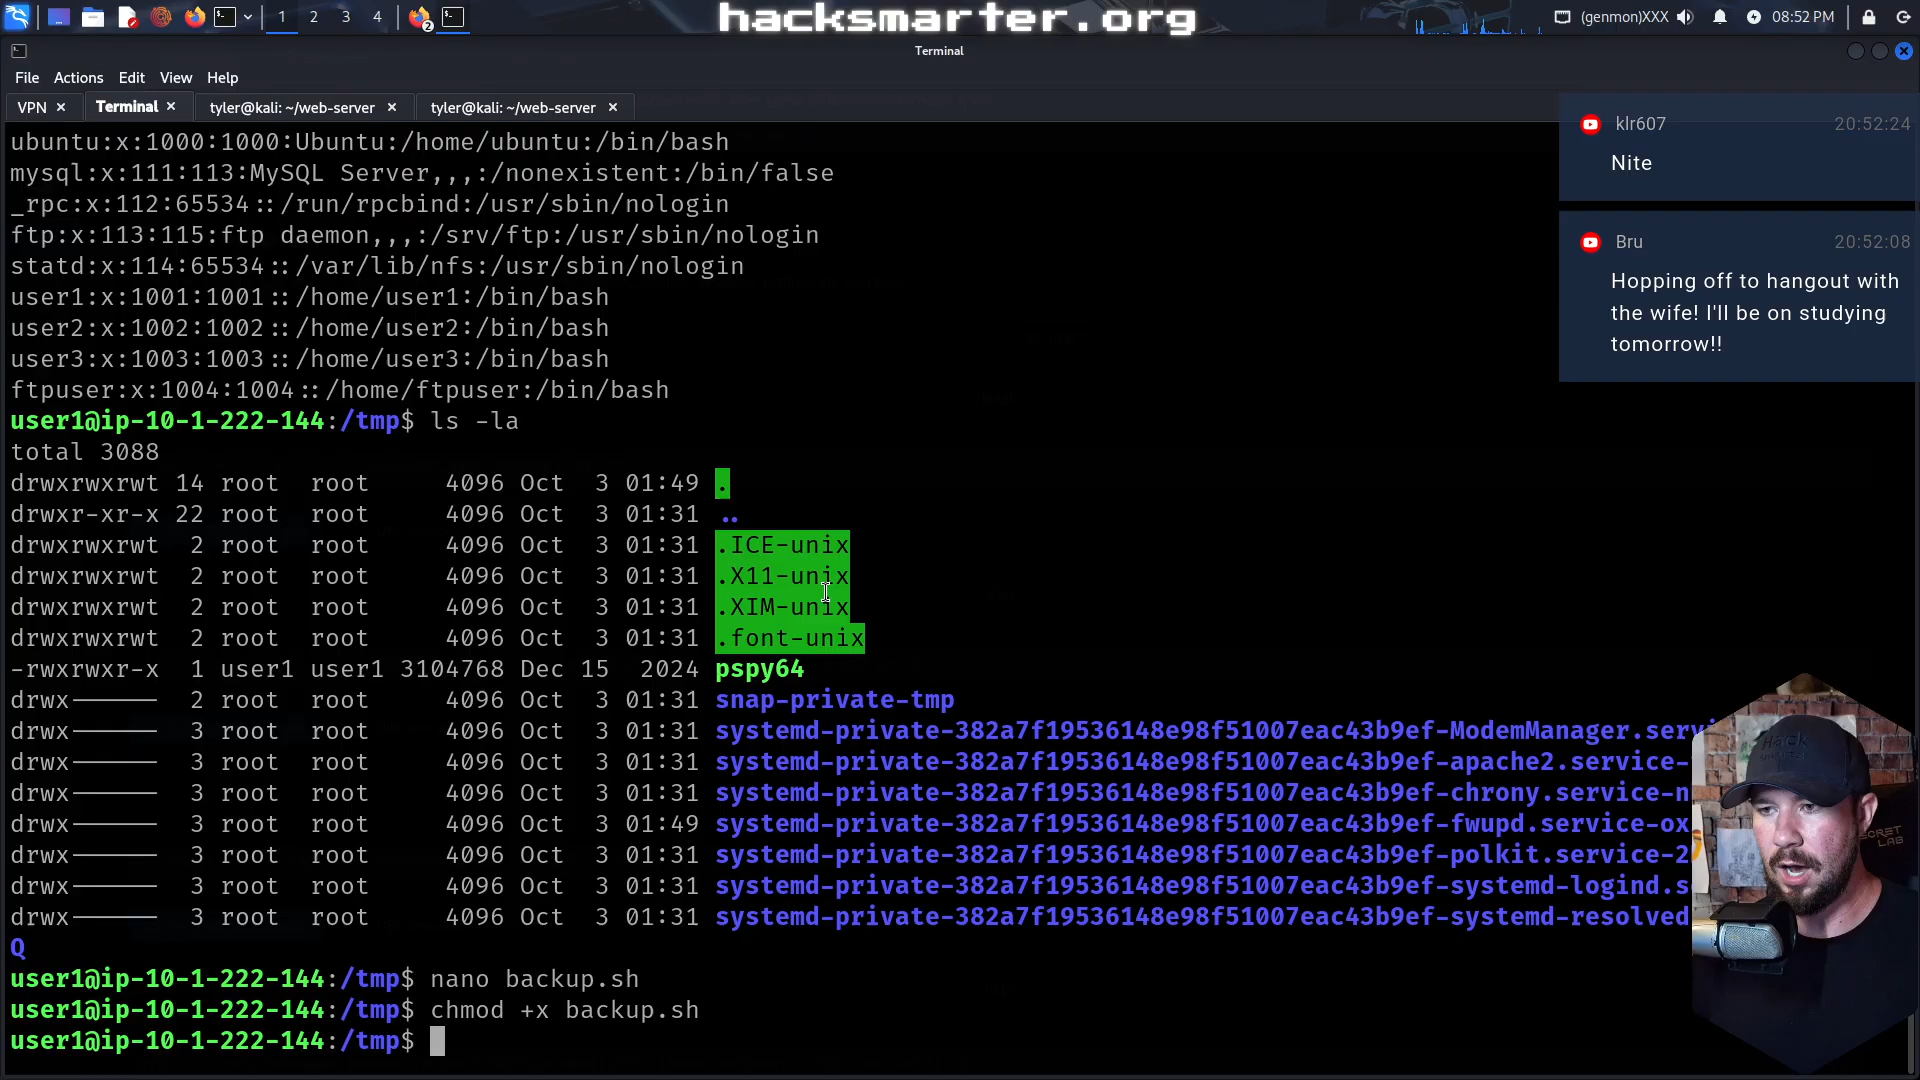 1 2 3 4
2
hacksmarter.org
(genmon)XXX
08:52 PM
Terminal
File Actions Edit View Help
VPN
Terminal
tyler@kali: ~/web-server
tyler@kali: ~/web-server
ubuntu:x:1000:1000:Ubuntu:/home/ubuntu:/bin/bash
mysql:x:111:113:MySQL Server,,,:/nonexistent:/bin/false
_rpc:x:112:65534::/run/rpcbind:/usr/sbin/nologin
ftp:x:113:115:ftp daemon,,,:/srv/ftp:/usr/sbin/nologin
statd:x:114:65534::/var/lib/nfs:/usr/sbin/nologin
user1:x:1001:1001::/home/user1:/bin/bash
user2:x:1002:1002::/home/user2:/bin/bash
user3:x:1003:1003::/home/user3:/bin/bash
ftpuser:x:1004:1004::/home/ftpuser:/bin/bash
user1@ip-10-1-222-144:/tmp$ ls -la
total 3088
drwxrwxrwt 14 root root 4096 Oct 3 01:49 .
drwxr-xr-x 22 root root 4096 Oct 3 01:31 ..
drwxrwxrwt 2 root root 4096 Oct 3 01:31 .ICE-unix
drwxrwxrwt 2 root root 4096 Oct 3 01:31 .X11-unix
drwxrwxrwt 2 root root 4096 Oct 3 01:31 .XIM-unix
drwxrwxrwt 2 root root 4096 Oct 3 01:31 .font-unix
-rwxrwxr-x 1 user1 user1 3104768 Dec 15 2024 pspy64
drwx------ 2 root root 4096 Oct 3 01:31 snap-private-tmp
drwx------ 3 root root 4096 Oct 3 01:31 systemd-private-382a7f19536148e98f51007eac43b9ef-ModemManager.servi
drwx------ 3 root root 4096 Oct 3 01:31 systemd-private-382a7f19536148e98f51007eac43b9ef-apache2.service-
drwx------ 3 root root 4096 Oct 3 01:31 systemd-private-382a7f19536148e98f51007eac43b9ef-chrony.service-n
drwx------ 3 root root 4096 Oct 3 01:49 systemd-private-382a7f19536148e98f51007eac43b9ef-fwupd.service-ox
drwx------ 3 root root 4096 Oct 3 01:31 systemd-private-382a7f19536148e98f51007eac43b9ef-polkit.service-2
drwx------ 3 root root 4096 Oct 3 01:31 systemd-private-382a7f19536148e98f51007eac43b9ef-systemd-logind.s
drwx------ 3 root root 4096 Oct 3 01:31 systemd-private-382a7f19536148e98f51007eac43b9ef-systemd-resolved
Q
user1@ip-10-1-222-144:/tmp$ nano backup.sh
user1@ip-10-1-222-144:/tmp$ chmod +x backup.sh
user1@ip-10-1-222-144:/tmp$
klr607 20:52:24
Nite
Bru 20:52:08
Hopping off to hangout with
the wife! I'll be on studying
tomorrow!!